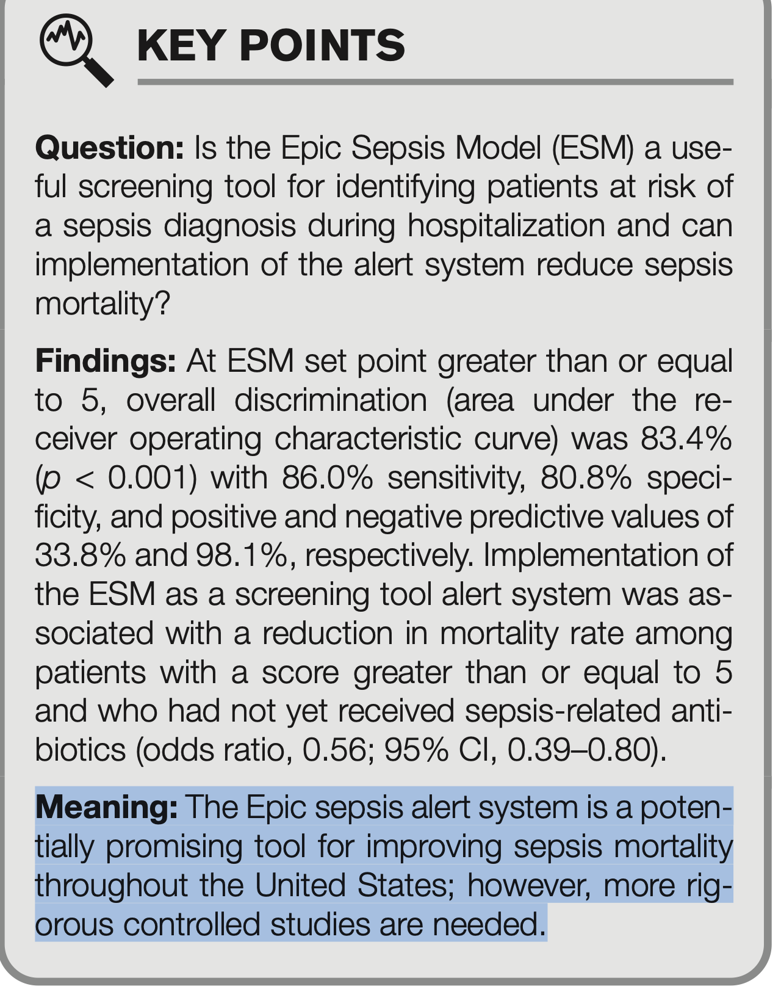 KEY POINTS
Question: Is the Epic Sepsis Model (ESM) a use-
ful screening tool for identifying patients at risk of
a sepsis diagnosis during hospitalization and can
implementation of the alert system reduce sepsis
mortality?
Findings: At ESM set point greater than or equal
to 5, overall discrimination (area under the re-
ceiver operating characteristic curve) was 83.4%
(p < 0.001) with 86.0% sensitivity, 80.8% speci-
ficity, and positive and negative predictive values of
33.8% and 98.1%, respectively. Implementation of
the ESM as a screening tool alert system was as-
sociated with a reduction in mortality rate among
patients with a score greater than or equal to 5
and who had not yet received sepsis-related anti-
biotics (odds ratio, 0.56; 95% CI, 0.39–0.80).
Meaning: The Epic sepsis alert system is a poten-
tially promising tool for improving sepsis mortality
throughout the United States; however, more rig-
orous controlled studies are needed.